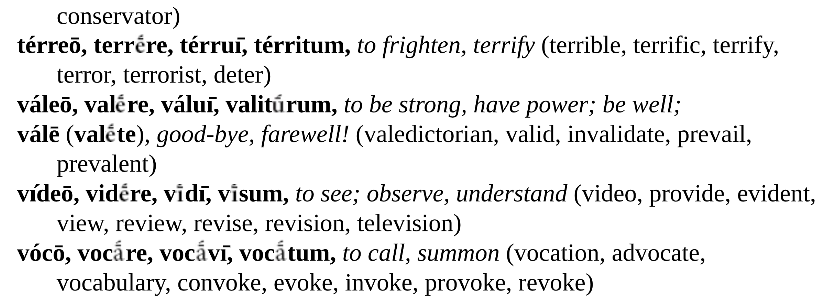 conservator)
térreō, terrḗre, térruī, térritum, to frighten, terrify (terrible, terrific, terrify,
terror, terrorist, deter)
váleō, valḗre, váluī, valitū́rum, to be strong, have power; be well;
válē (valḗte), good-bye, farewell! (valedictorian, valid, invalidate, prevail,
prevalent)
vídeō, vidḗre, vī́dī, vī́sum, to see; observe, understand (video, provide, evident,
view, review, revise, revision, television)
vócō, vocā́re, vocā́vī, vocā́tum, to call, summon (vocation, advocate,
vocabulary, convoke, evoke, invoke, provoke, revoke)